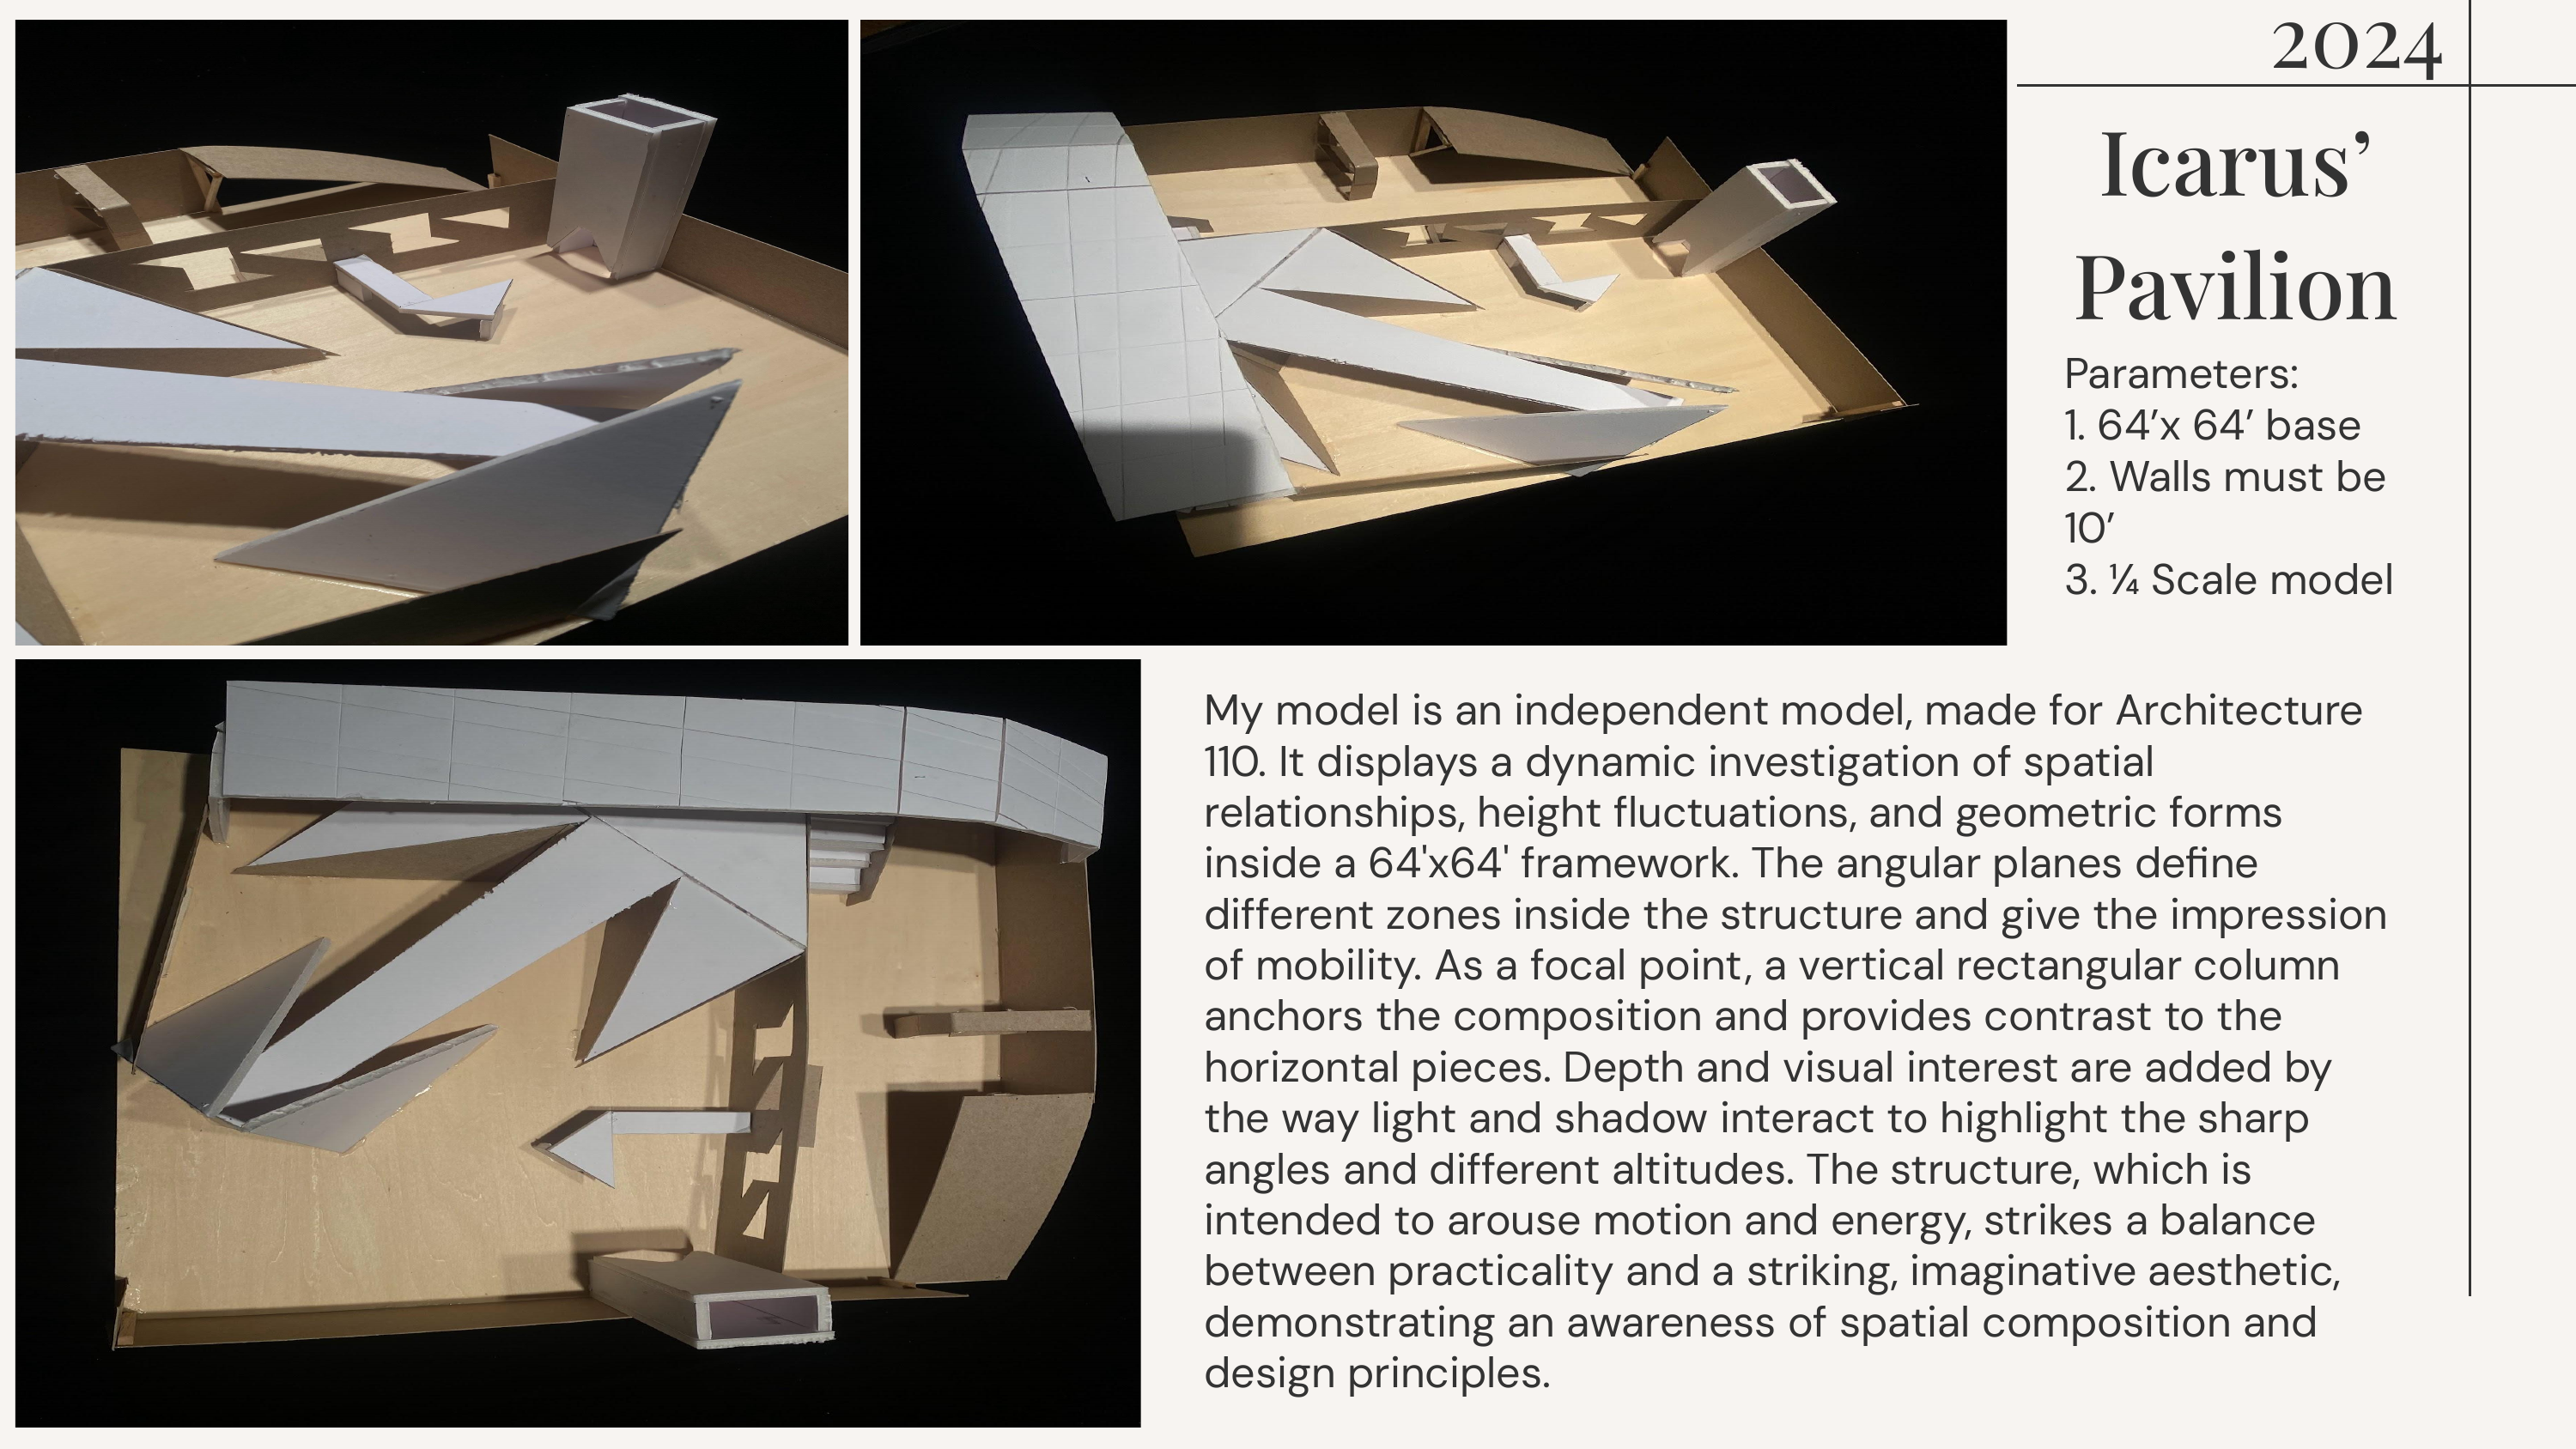 2024
Icarus’
Pavilion
Parameters:
1. 64’x 64’ base
2. Walls must be
10’
3. ¼ Scale model
My model is an independent model, made for Architecture
110. It displays a dynamic investigation of spatial
relationships, height fluctuations, and geometric forms
inside a 64'x64' framework. The angular planes define
different zones inside the structure and give the impression
of mobility. As a focal point, a vertical rectangular column
anchors the composition and provides contrast to the
horizontal pieces. Depth and visual interest are added by
the way light and shadow interact to highlight the sharp
angles and different altitudes. The structure, which is
intended to arouse motion and energy, strikes a balance
between practicality and a striking, imaginative aesthetic,
demonstrating an awareness of spatial composition and
design principles.